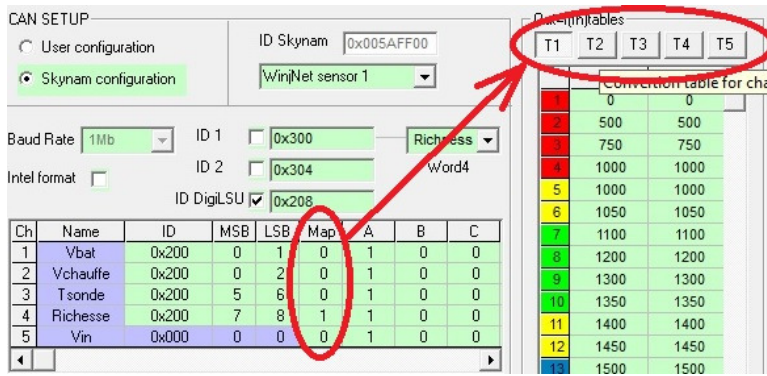 CAN SETUP
User configuration
Skynam configuration
ID Skynam 0x005AFF00
WinjNet sensor 1
Baud Rate 1Mb
Intel format
ID 1 0x300 Richness
ID 2 0x304 Word4
ID DigiLSU 0x208
Ch Name ID MSB LSB Map A B C
1 Vbat 0x200 0 1 0 1 0 0
2 Vchauffe 0x200 0 2 0 1 0 0
3 Tsonde 0x200 5 6 0 1 0 0
4 Richesse 0x200 7 8 1 1 0 0
5 Vin 0x000 0 0 0 1 0 0
tables
T1 T2 T3 T4 T5
Convertion table for cha
1 0 0
2 500 500
3 750 750
4 1000 1000
5 1000 1000
6 1050 1050
7 1100 1100
8 1200 1200
9 1300 1300
10 1350 1350
11 1400 1400
12 1450 1450
13 1500 1500